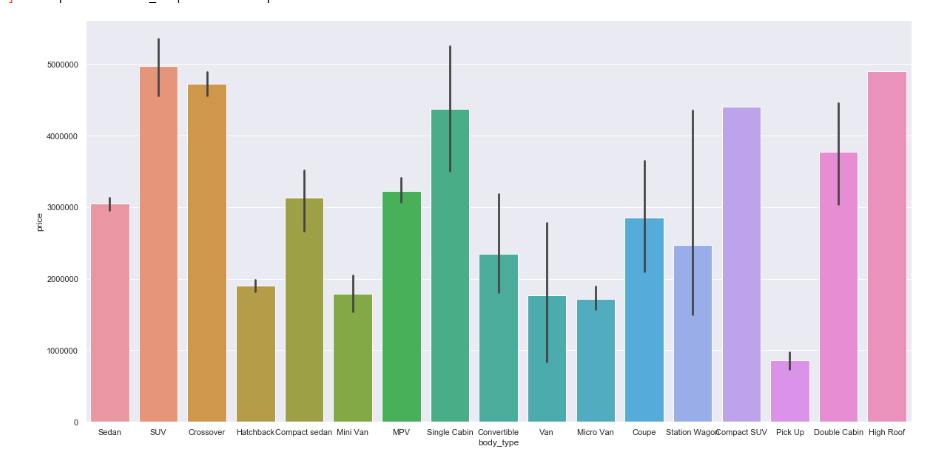 5000000
4000000
3000000
2000000
1000000
0
price
Sedan SUV Crossover Hatchback Compact sedan Mini Van MPV Single Cabin Convertible Van Micro Van Coupe Station Wagon Compact SUV Pick Up Double Cabin High Roof
body_type